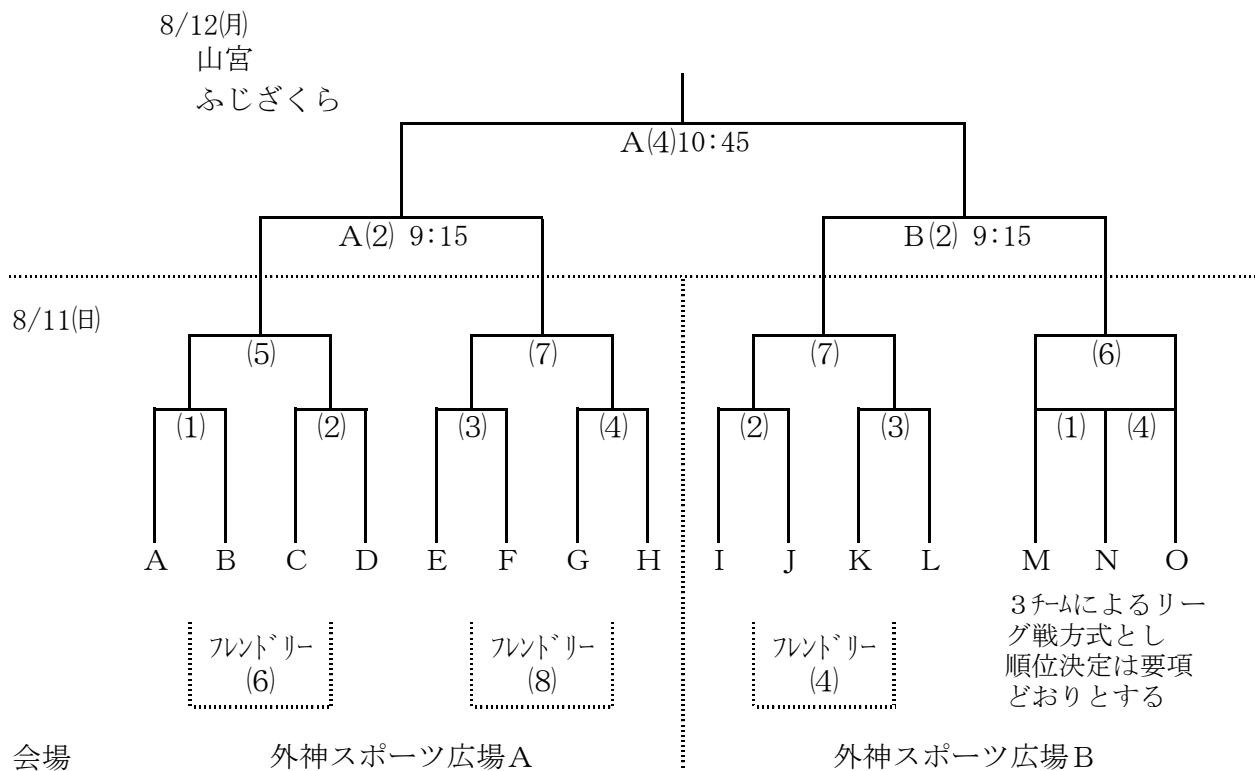 8/12(月)
山宮
ふじざくら
A(4)10:45
A(2) 9:15
B(2) 9:15
8/11(日)
(5)
(7)
(7)
(6)
(1)
(2)
(3)
(4)
(2)
(3)
(1)
(4)
A B C D E F G H I J K L M N O
フレンドリー
(6)
フレンドリー
(8)
フレンドリー
(4)
3チームによるリー
グ戦方式とし
順位決定は要項
どおりとする
会場
外神スポーツ広場A
外神スポーツ広場B